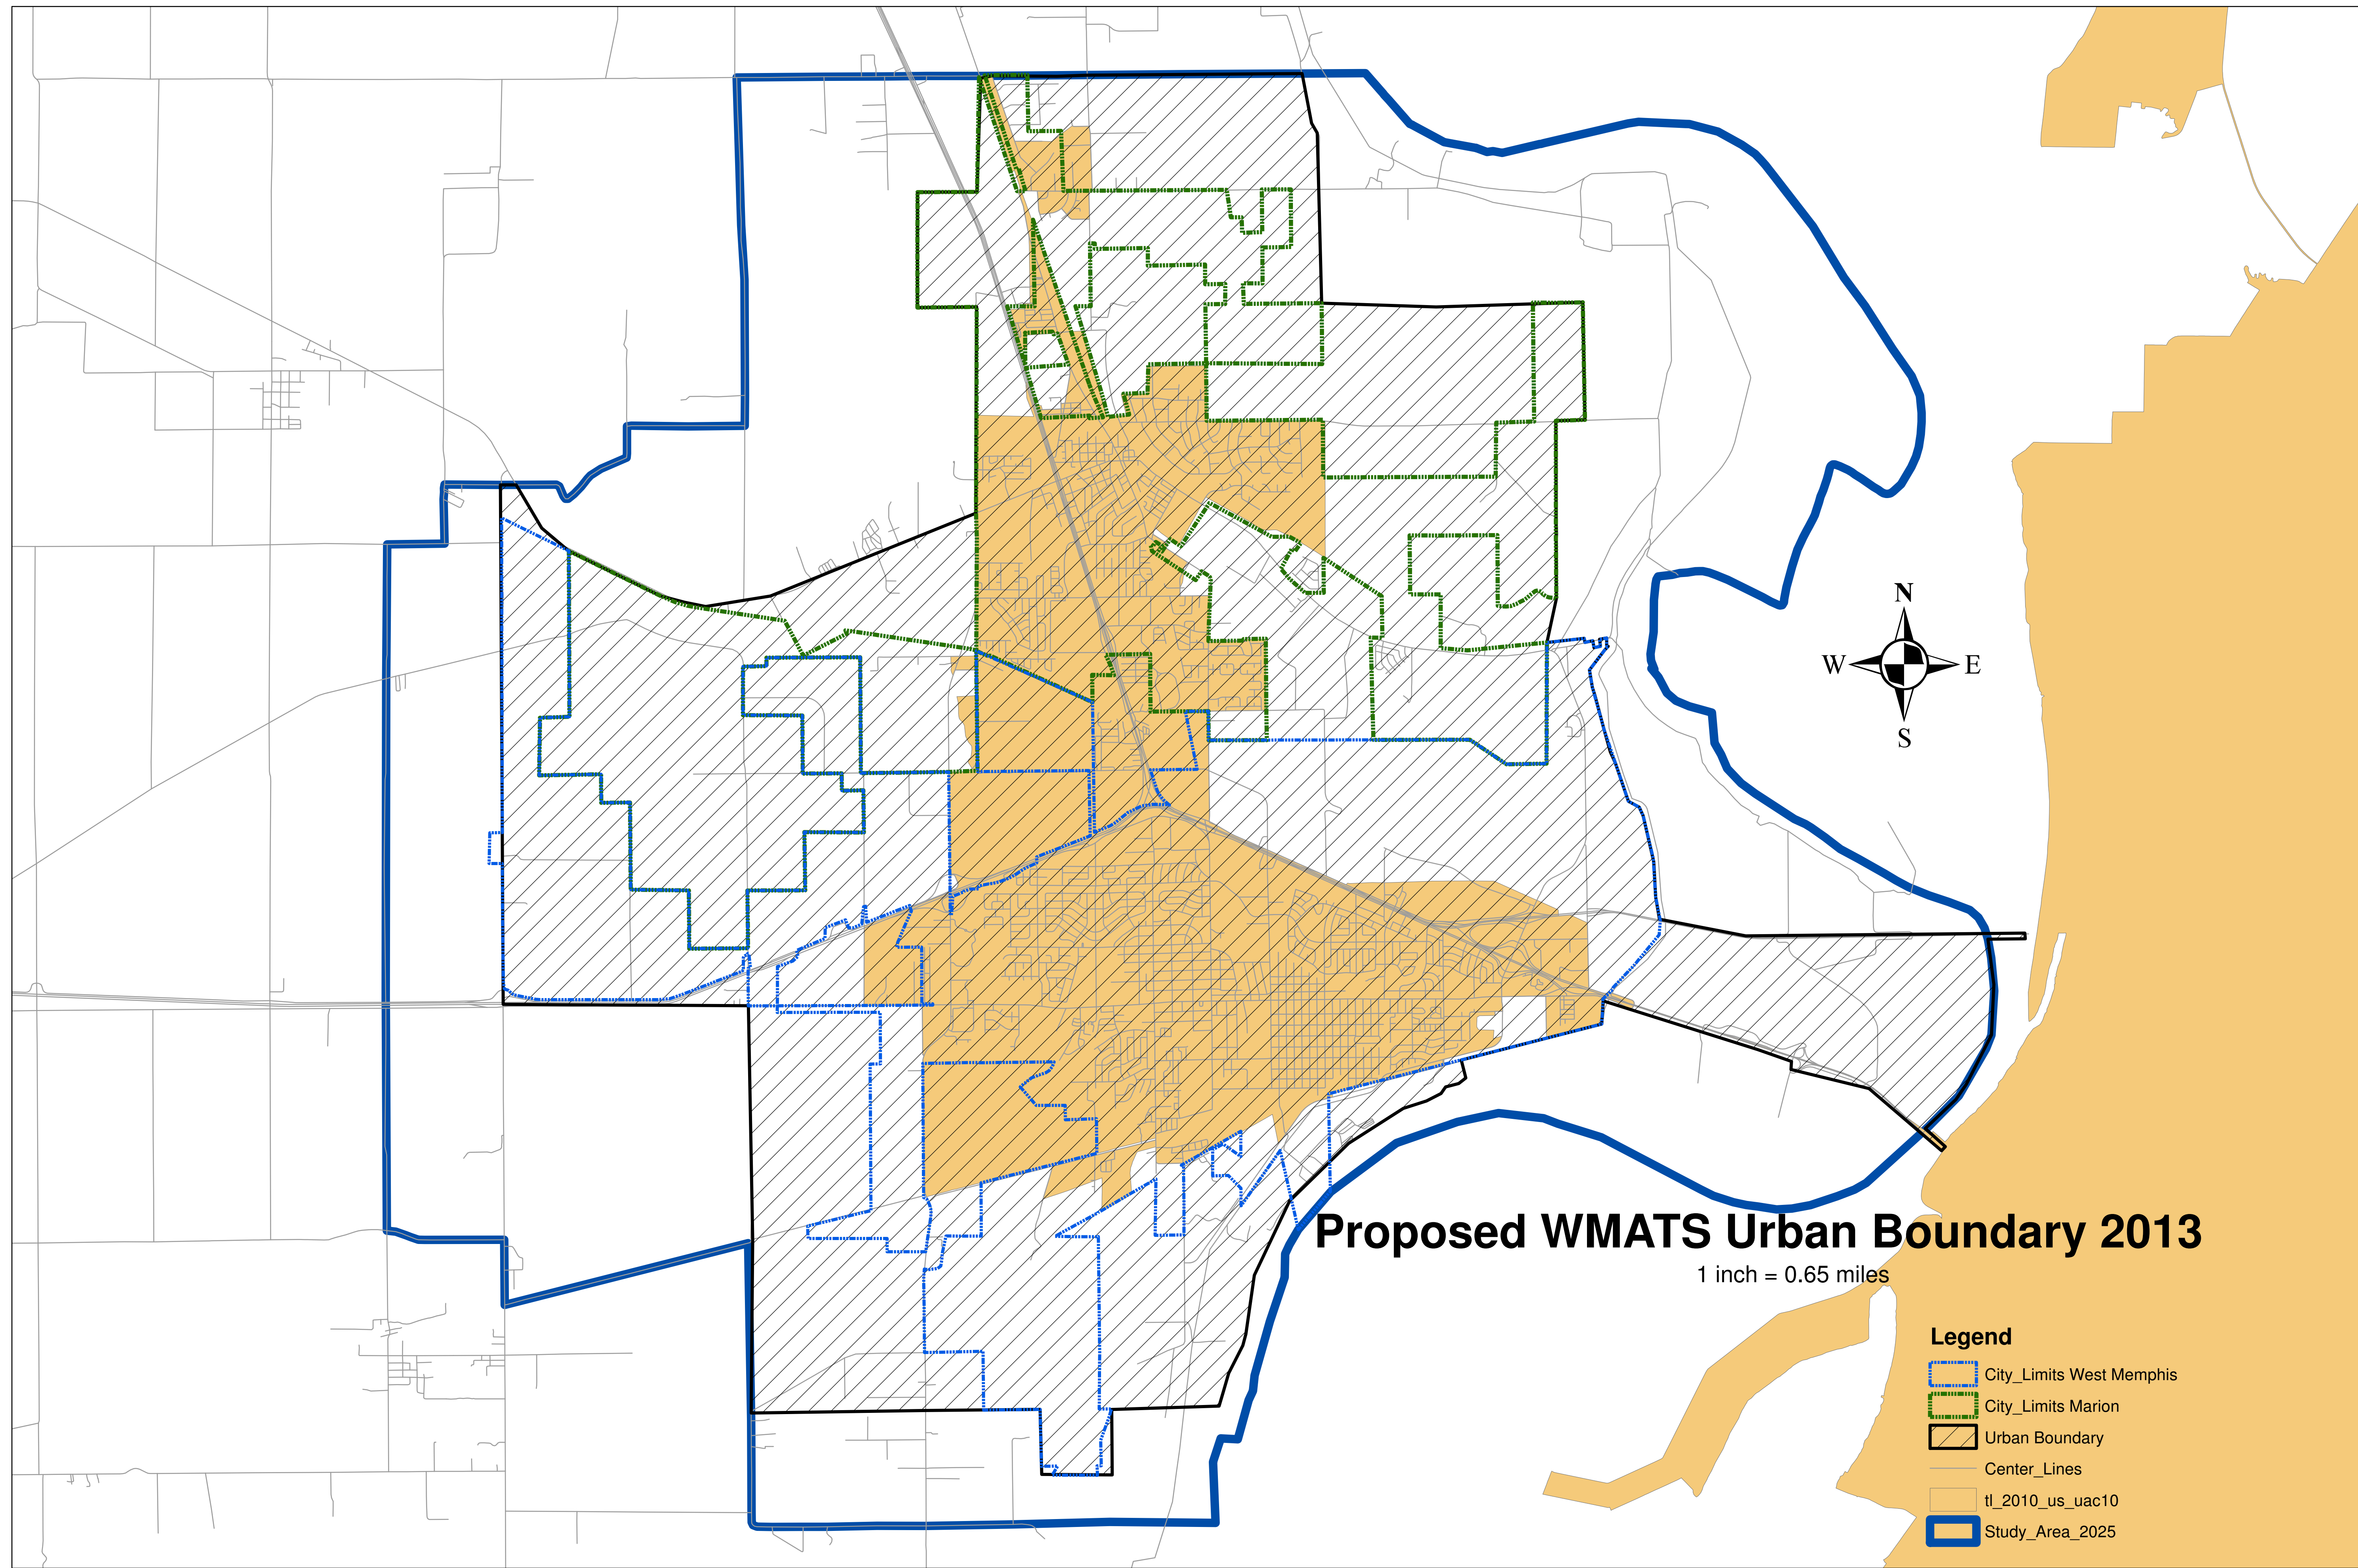 N
W E
S
Proposed WMATS Urban Boundary 2013
1 inch = 0.65 miles
Legend
City_Limits West Memphis
City_Limits Marion
Urban Boundary
Center_Lines
tl_2010_us_uac10
Study_Area_2025